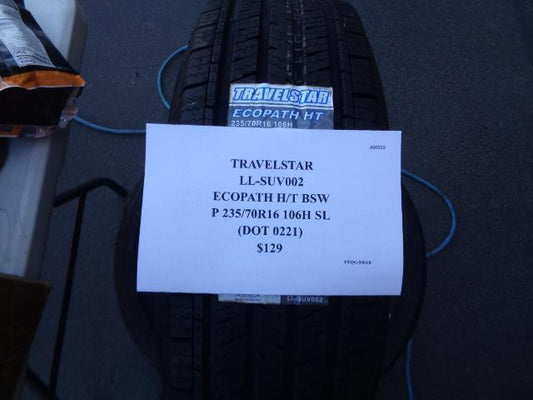 TRAVELSTAR
ECOPATH HT
235/70R16 106H
TRAVELSTAR
LL-SUV002
ECOPATH H/T BSW
P 235/70R16 106H SL
(DOT 0221)
$129
LL-SUV002